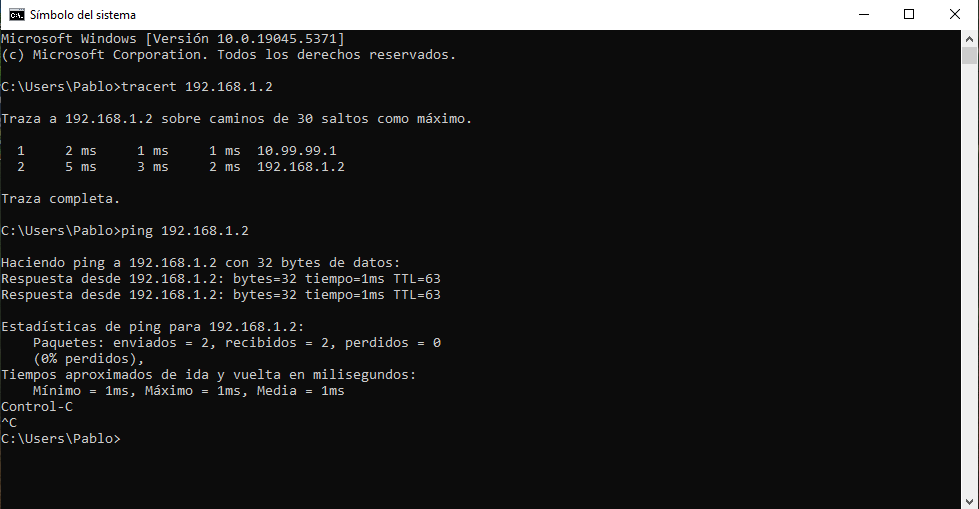 Símbolo del sistema
Microsoft Windows [Versión 10.0.19045.5371]
(c) Microsoft Corporation. Todos los derechos reservados.
C:\Users\Pablo>tracert 192.168.1.2
Traza a 192.168.1.2 sobre caminos de 30 saltos como máximo.
  1     2 ms     1 ms     1 ms  10.99.99.1
  2     5 ms     3 ms     2 ms  192.168.1.2
Traza completa.
C:\Users\Pablo>ping 192.168.1.2
Haciendo ping a 192.168.1.2 con 32 bytes de datos:
Respuesta desde 192.168.1.2: bytes=32 tiempo=1ms TTL=63
Respuesta desde 192.168.1.2: bytes=32 tiempo=1ms TTL=63
Estadísticas de ping para 192.168.1.2:
    Paquetes: enviados = 2, recibidos = 2, perdidos = 0
    (0% perdidos),
Tiempos aproximados de ida y vuelta en milisegundos:
    Mínimo = 1ms, Máximo = 1ms, Media = 1ms
Control-C
^C
C:\Users\Pablo>